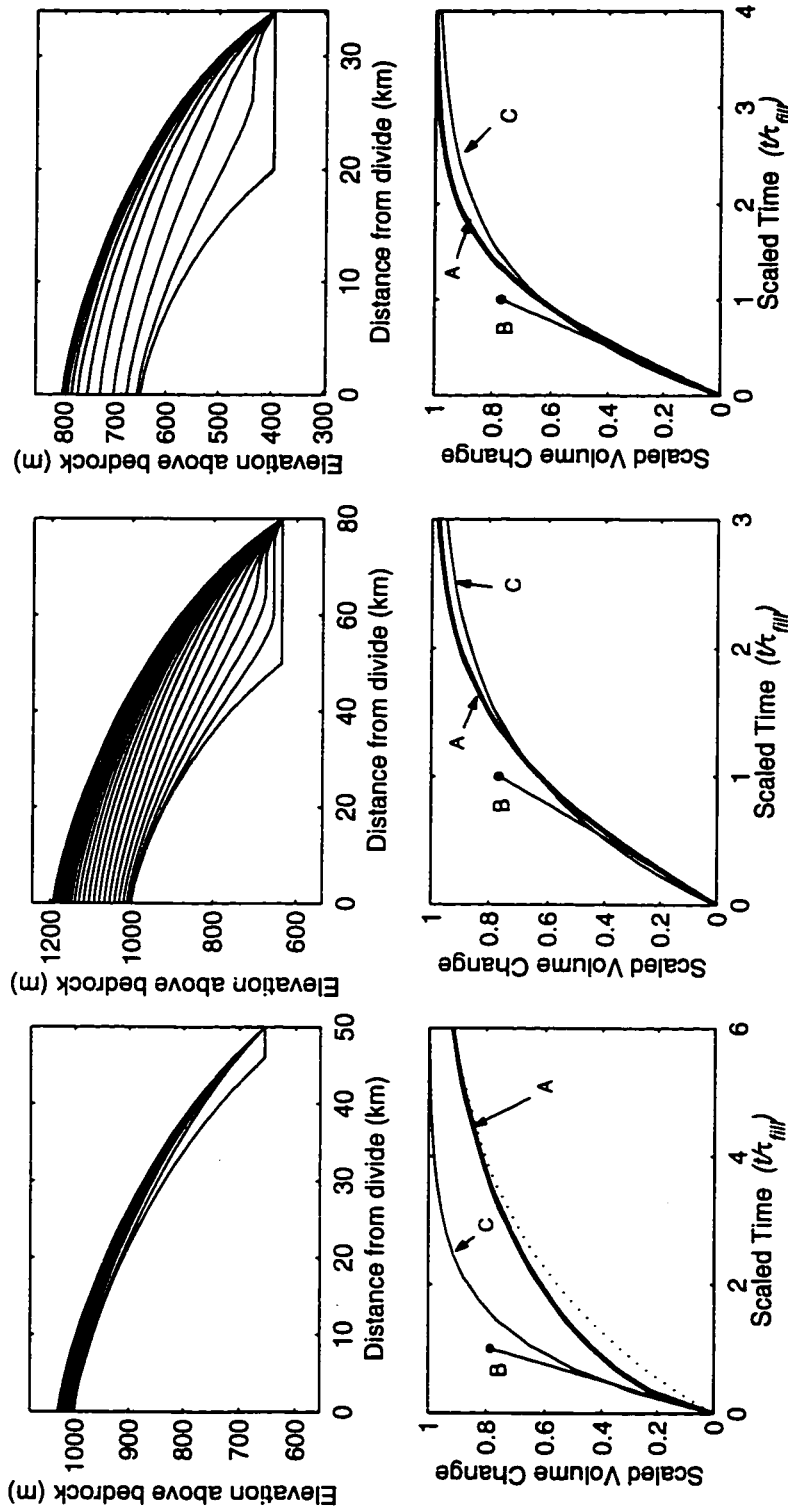 Elevation above bedrock (m)
1000
800
600
0 10 20 30 40 50
Distance from divide (km)
Elevation above bedrock (m)
1200
1000
800
600
0 20 40 60 80
Distance from divide (km)
Elevation above bedrock (m)
800
700
600
500
400
300
0 10 20 30
Distance from divide (km)
Scaled Volume Change
1
0.8
0.6
0.4
0.2
0
B
C
A
0 2 4 6
Scaled Time (t/τfill)
Scaled Volume Change
1
0.8
0.6
0.4
0.2
0
B
A
C
0 1 2 3
Scaled Time (t/τfill)
Scaled Volume Change
1
0.8
0.6
0.4
0.2
0
B
A
C
0 1 2 3 4
Scaled Time (t/τfill)